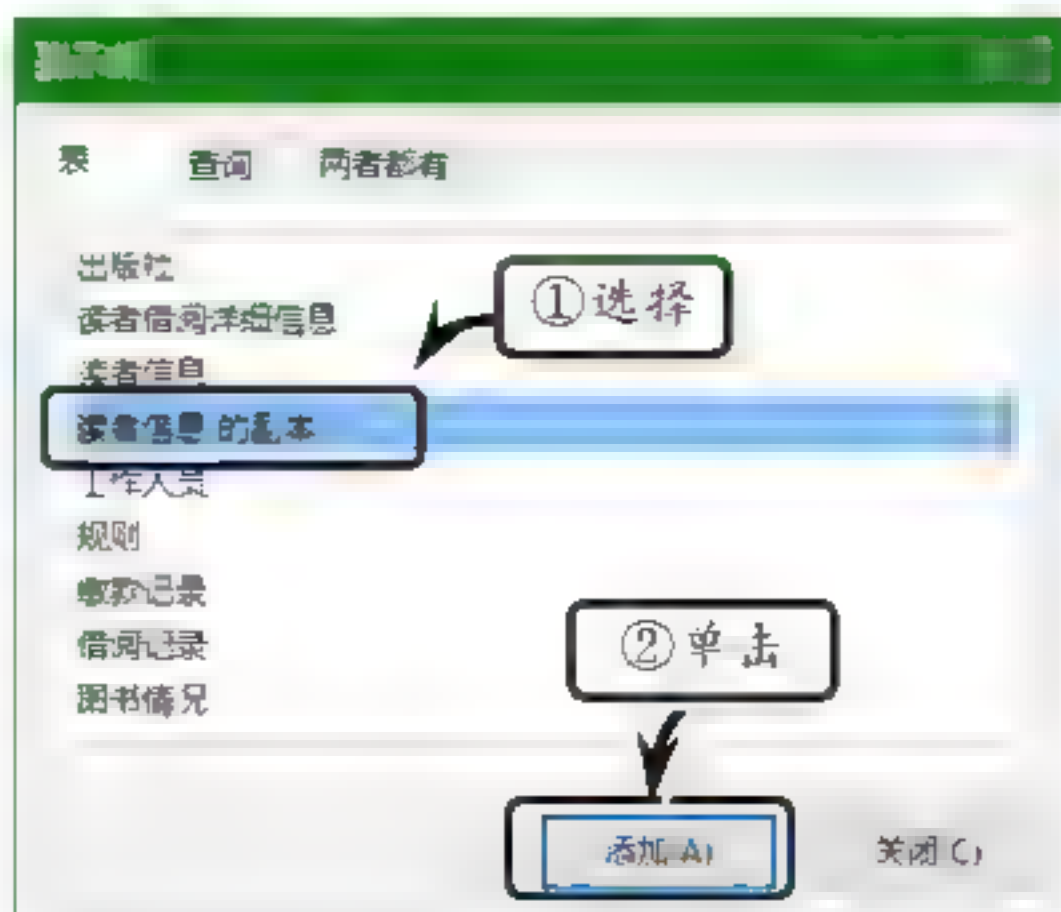 表 查询 两者都有
出版社
①选择
读者借阅详细信息
读者信息
读者信息 的副本
工作人员
规则
缴款记录
借阅记录
②单击
图书情况
添加(A) 关闭(C)